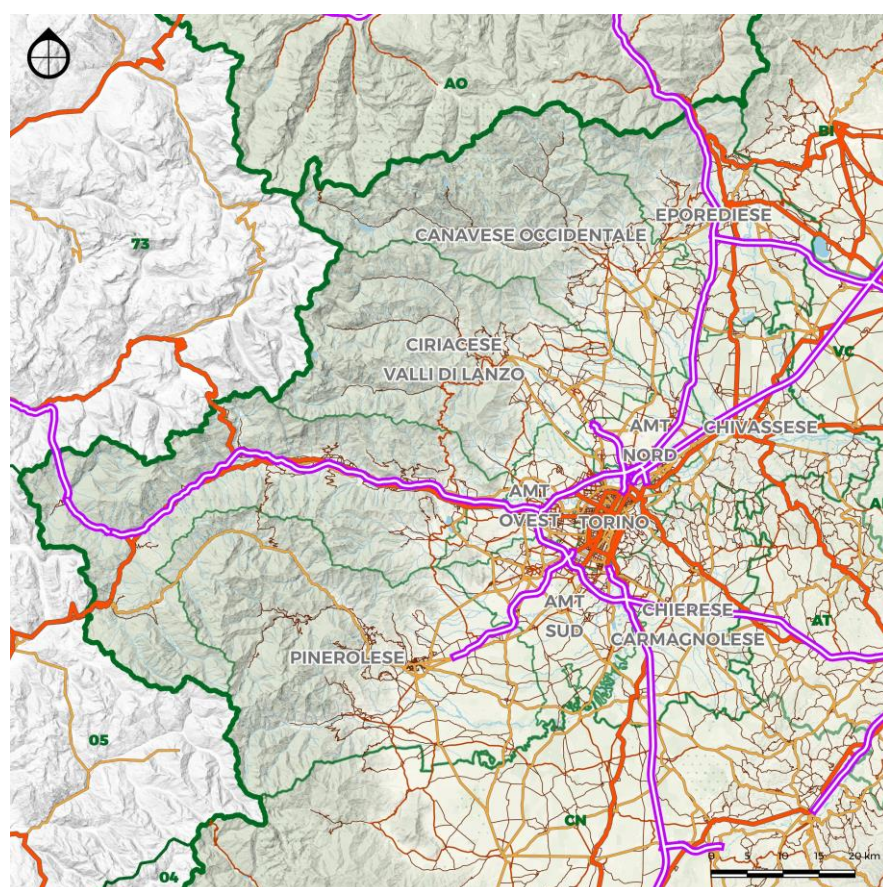 AO
BI
EPOREDIESE
CANAVESE OCCIDENTALE
73
CIRIACESE
VALLI DI LANZO
VC
AMT
NORD
CHIVASSESE
AMT
OVEST
TORINO
A
AMT
SUD
CHIERESE
CARMAGNOLESE
AT
PINEROLESE
05
CN
04
0 5 10 15 20 km